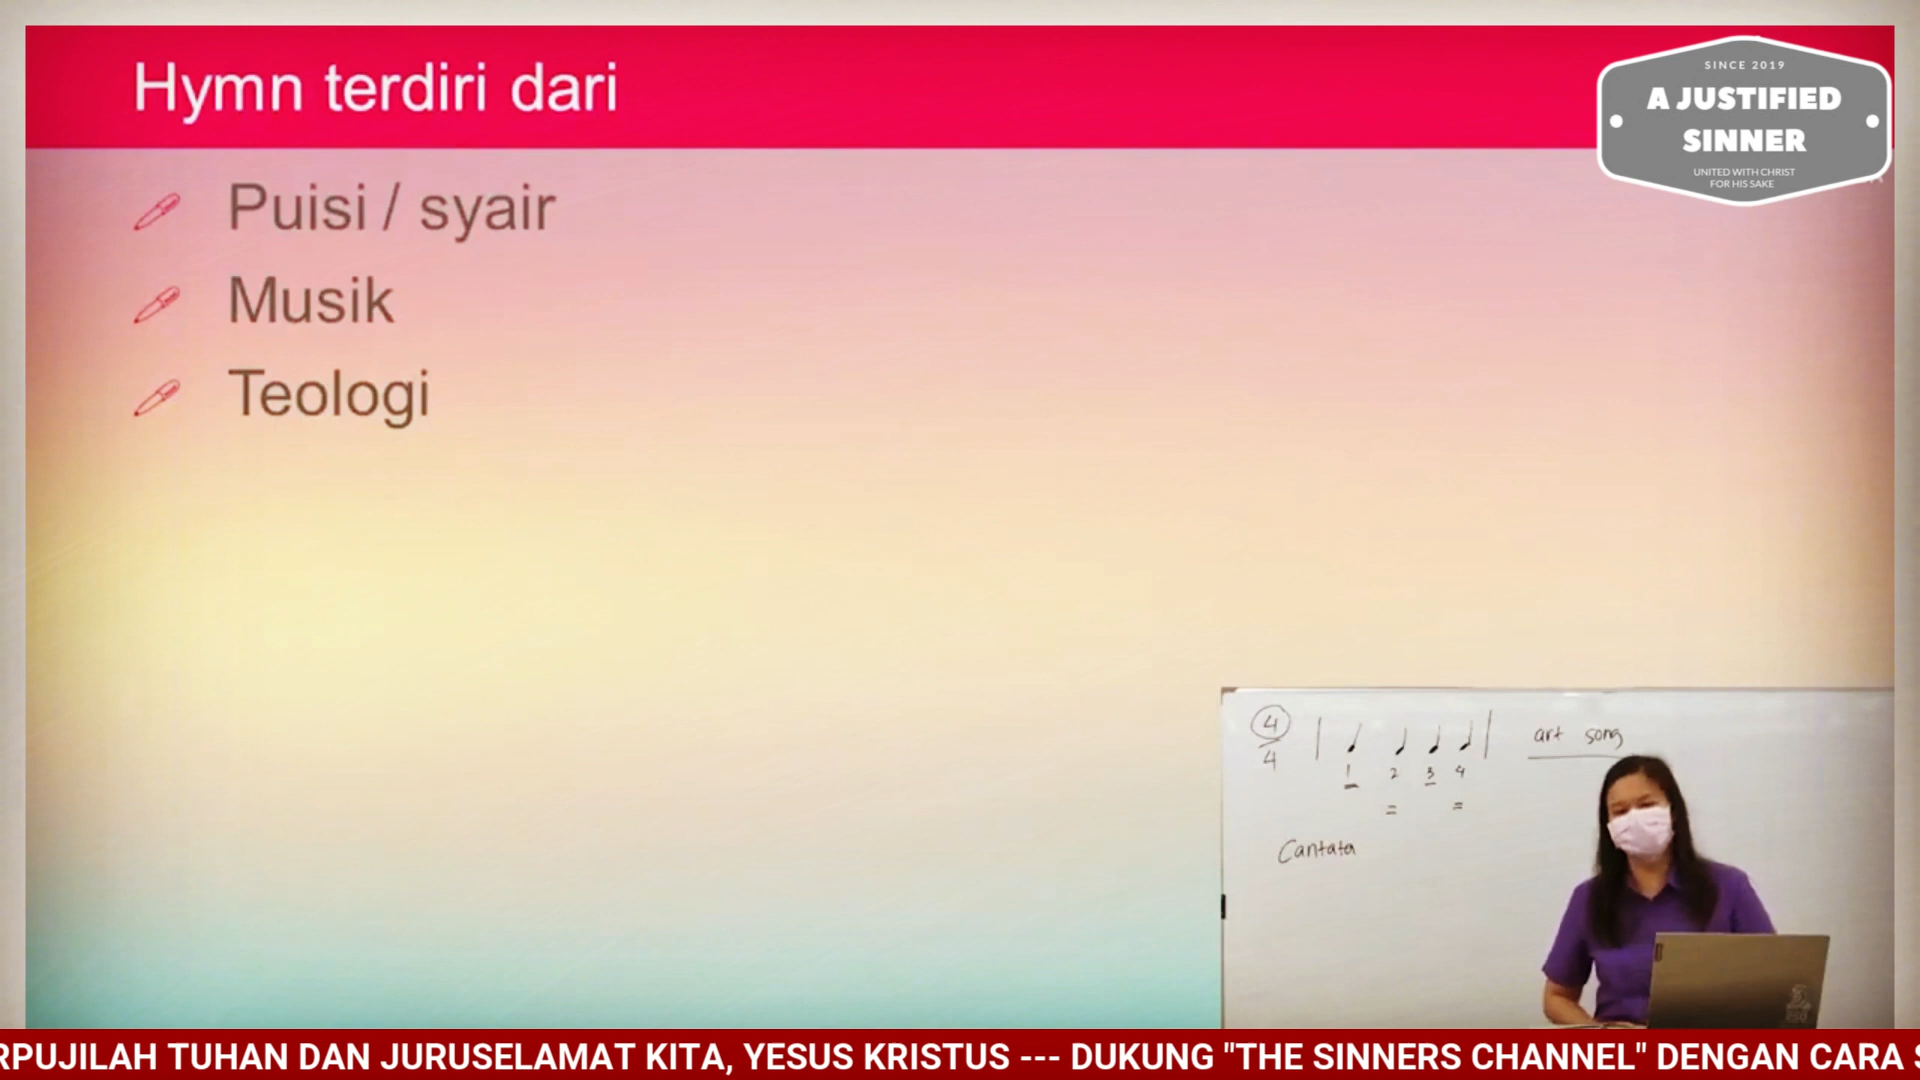 Hymn terdiri dari
SINCE 2019
A JUSTIFIED
SINNER
UNITED WITH CHRIST
FOR HIS SAKE
Puisi / syair
Musik
Teologi
4
4
1 2 3 4
= =
art song
Cantata
RPUJILAH TUHAN DAN JURUSELAMAT KITA, YESUS KRISTUS --- DUKUNG "THE SINNERS CHANNEL" DENGAN CARA S